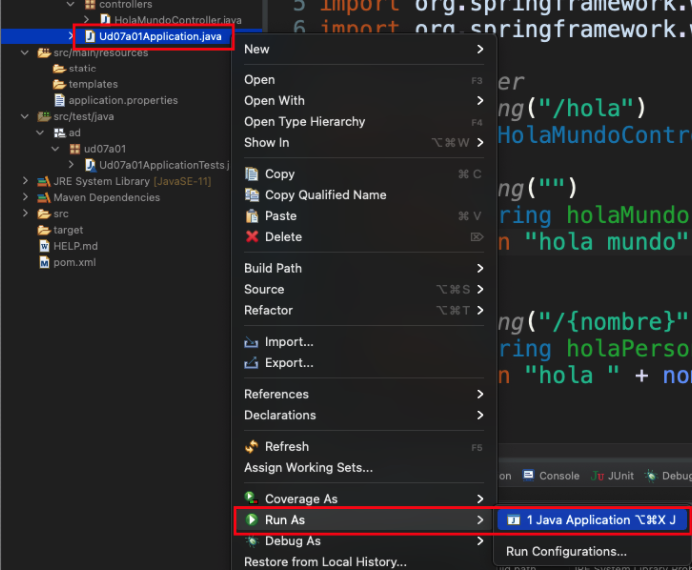 controllers
HolaMundoController.java
Ud07a01Application.java
src/main/resources
static
templates
application.properties
src/test/java
ad
ud07a01
Ud07a01ApplicationTests.j
JRE System Library [JavaSE-11]
Maven Dependencies
src
target
HELP.md
pom.xml
New
Open F3
Open With
Open Type Hierarchy F4
Show In ⌥⌘W
Copy ⌘C
Copy Qualified Name
Paste ⌘V
Delete ⌦
Build Path
Source ⌥⌘S
Refactor ⌥⌘T
Import...
Export...
References
Declarations
Refresh F5
Assign Working Sets...
Coverage As
Run As
Debug As
Restore from Local History...
1 Java Application ⌥⌘X J
Run Configurations...
5 import org.springframework.w
6 import org.springframework.w
er
ng("/hola")
HolaMundoContr
ng("")
ring holaMundo
n "hola mundo"
ng("/{nombre}"
ring holaPerso
n "hola " + no
on Console JUnit Debug